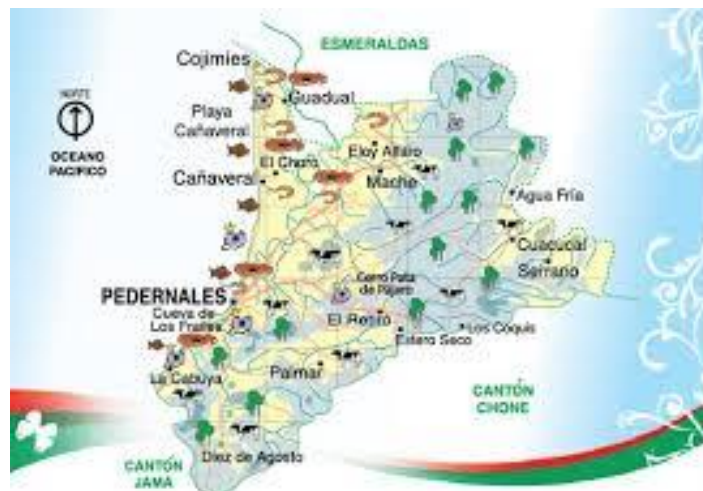 ESMERALDAS
Cojimies
NORTE
Guadual
Playa
Cañaveral
OCEANO
PACIFICO
Eloy Alfaro
El Choro
Cañaveral
Mache
Agua Fría
Cuaqucal
Serrano
Cerro Pata
de Pájaro
PEDERNALES
Cueva de
Los Frailes
El Retiro
Estero Seco
Los Coquis
La Cabuya
Palmar
CANTÓN
CHONE
Diez de Agosto
CANTÓN
JAMA